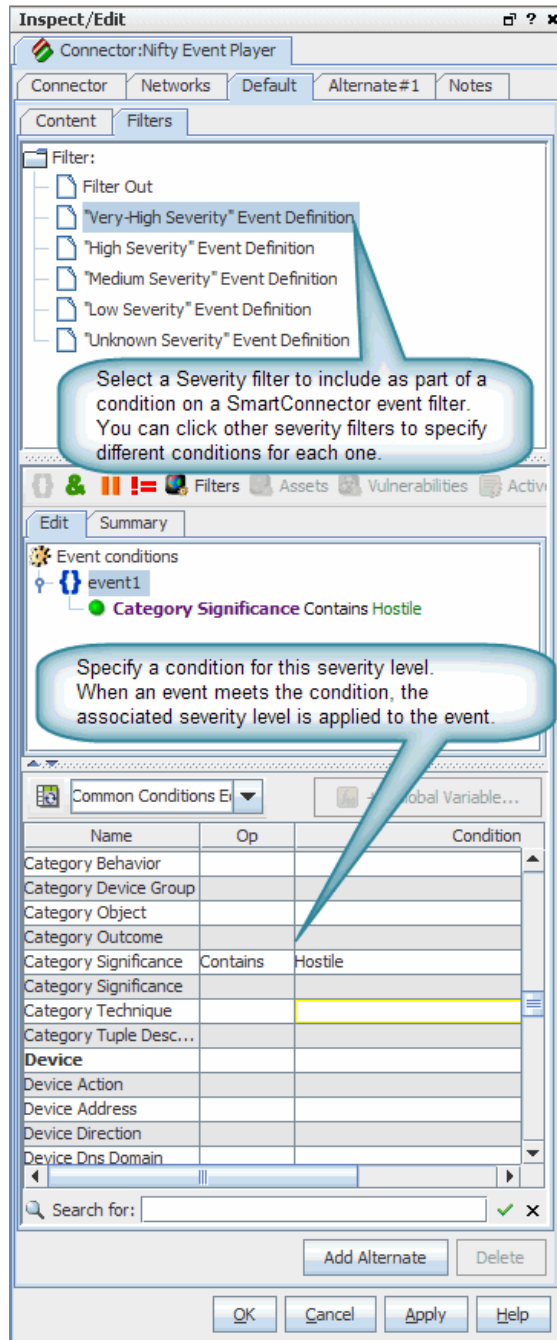 Inspect/Edit
Connector:Nifty Event Player
Connector Networks Default Alternate#1 Notes
Content Filters
Filter:
Filter Out
"Very-High Severity" Event Definition
"High Severity" Event Definition
"Medium Severity" Event Definition
"Low Severity" Event Definition
"Unknown Severity" Event Definition
Select a Severity filter to include as part of a
condition on a SmartConnector event filter.
You can click other severity filters to specify
different conditions for each one.
{} & || != Filters Assets Vulnerabilities Activ
Edit Summary
Event conditions
{} event1
Category Significance Contains Hostile
Specify a condition for this severity level.
When an event meets the condition, the
associated severity level is applied to the event.
Common Conditions E Global Variable...
Name Op Condition
Category Behavior
Category Device Group
Category Object
Category Outcome
Category Significance Contains Hostile
Category Significance
Category Technique
Category Tuple Desc...
Device
Device Action
Device Address
Device Direction
Device Dns Domain
Search for:
Add Alternate Delete
OK Cancel Apply Help